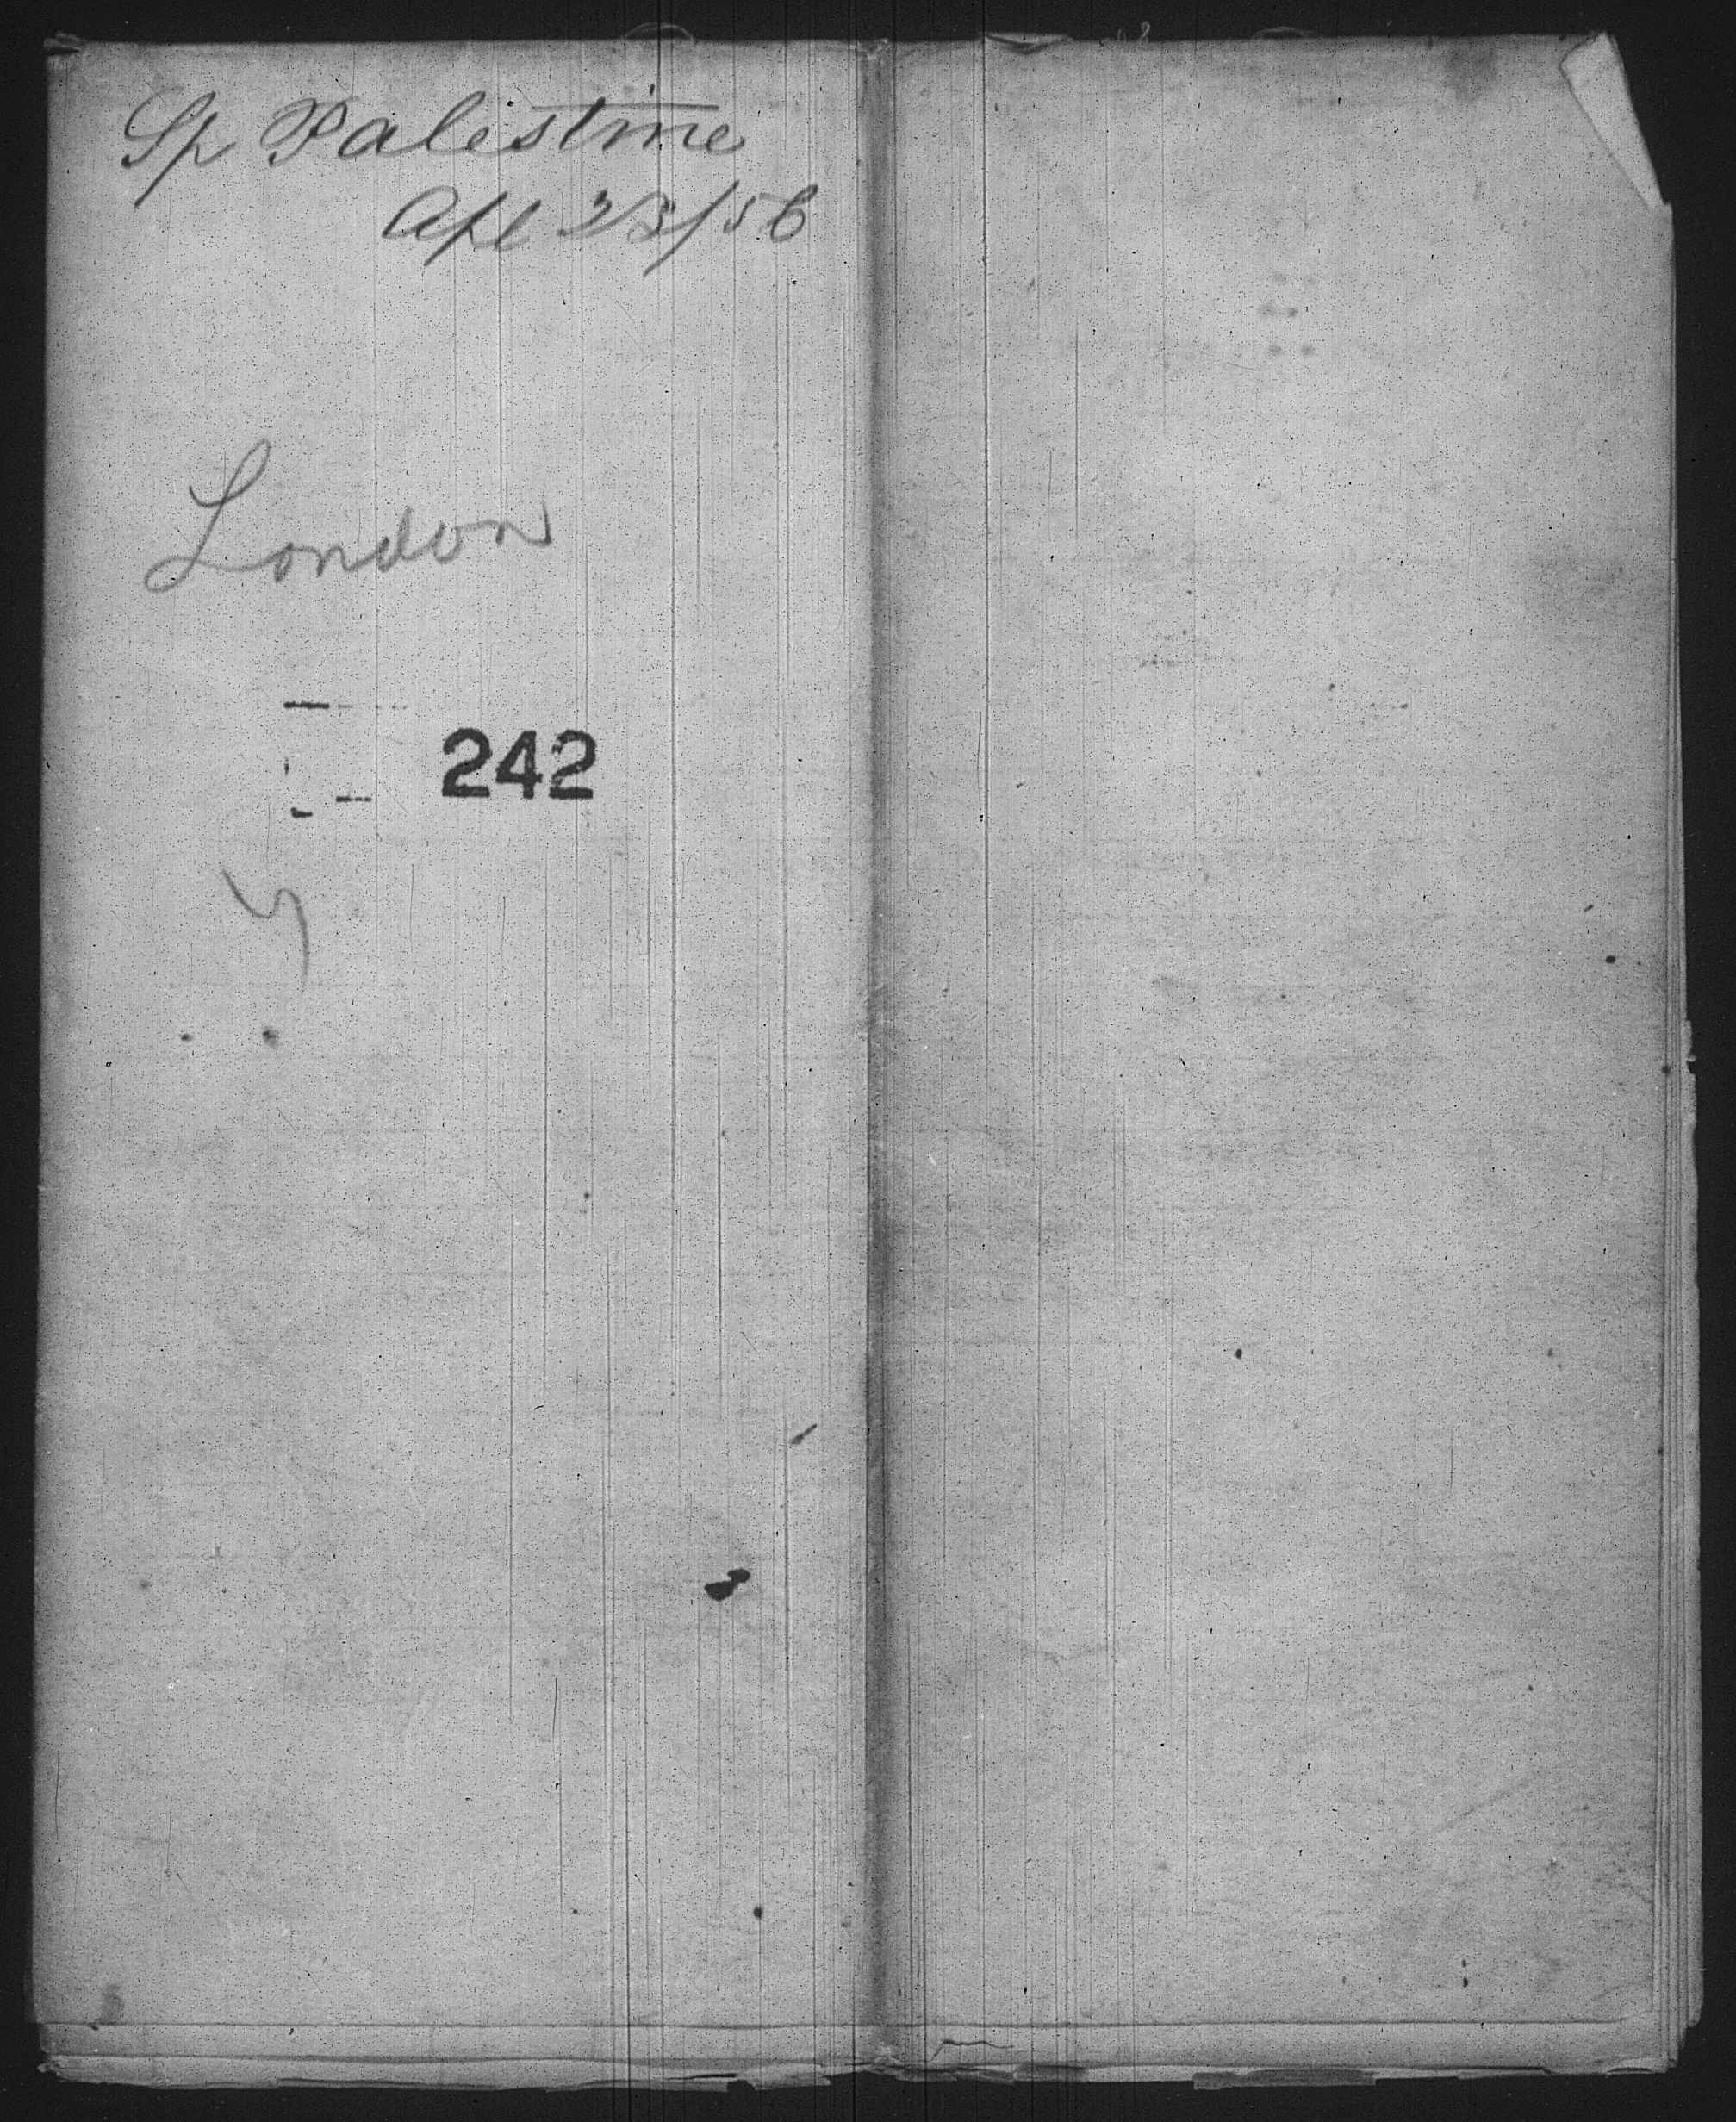 Sp Palestine
Apl 23/56
London
242